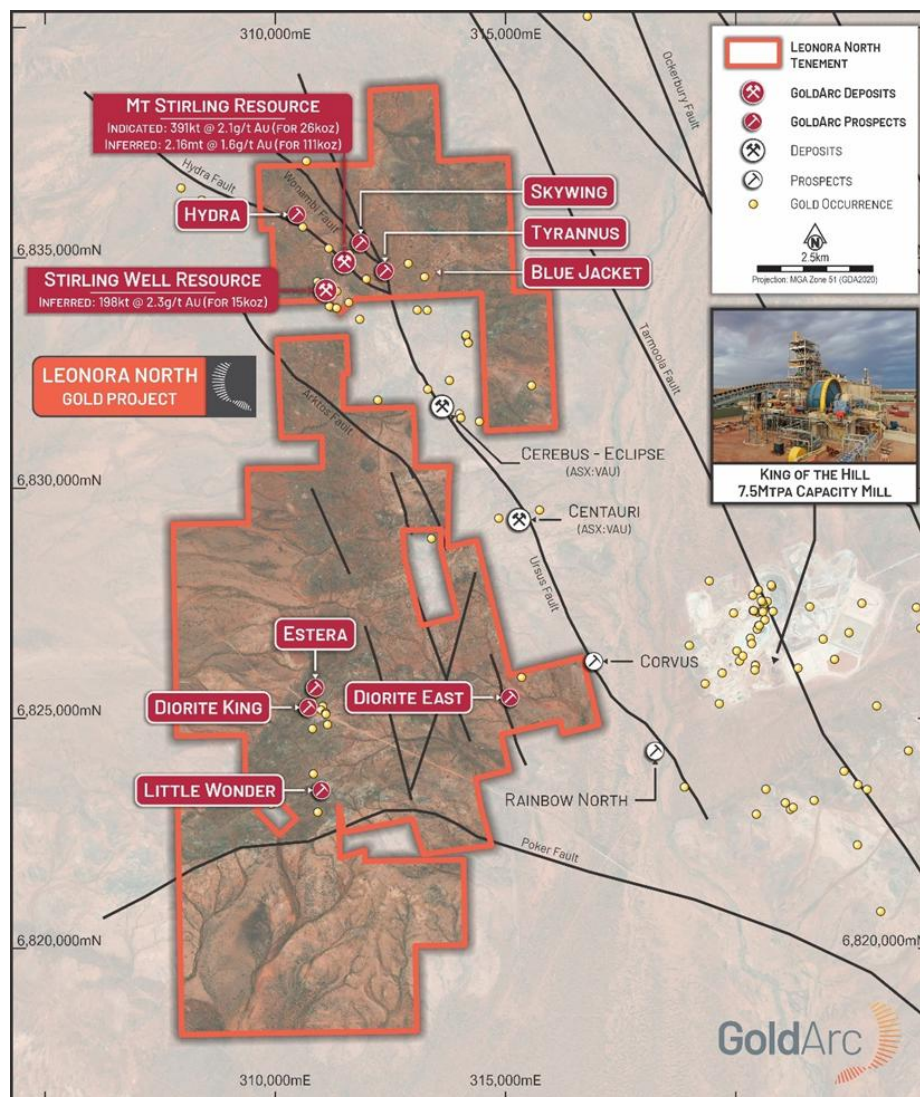 310,000mE
315,000mE
LEONORA NORTH
TENEMENT
GOLDARC DEPOSITS
GOLDARC PROSPECTS
DEPOSITS
PROSPECTS
GOLD OCCURRENCE
N
2.5km
Projection: MGA Zone 51 (GDA2020)
MT STIRLING RESOURCE
INDICATED: 391kt @ 2.1g/t Au (FOR 26koz)
INFERRED: 2.16mt @ 1.6g/t Au (FOR 111koz)
Ockerbury Fault
Hydra Fault
Wonambi Fault
SKYWING
HYDRA
TYRANNUS
6,835,000mN
BLUE JACKET
STIRLING WELL RESOURCE
INFERRED: 198kt @ 2.3g/t Au (FOR 15koz)
Tarmoola Fault
LEONORA NORTH
GOLD PROJECT
Arktos Fault
CEREBUS - ECLIPSE
(ASX:VAU)
KING OF THE HILL
7.5MTPA CAPACITY MILL
6,830,000mN
CENTAURI
(ASX:VAU)
Ursus Fault
ESTERA
CORVUS
DIORITE KING
DIORITE EAST
6,825,000mN
LITTLE WONDER
RAINBOW NORTH
Poker Fault
6,820,000mN
6,820,000mN
GoldArc
310,000mE
315,000mE